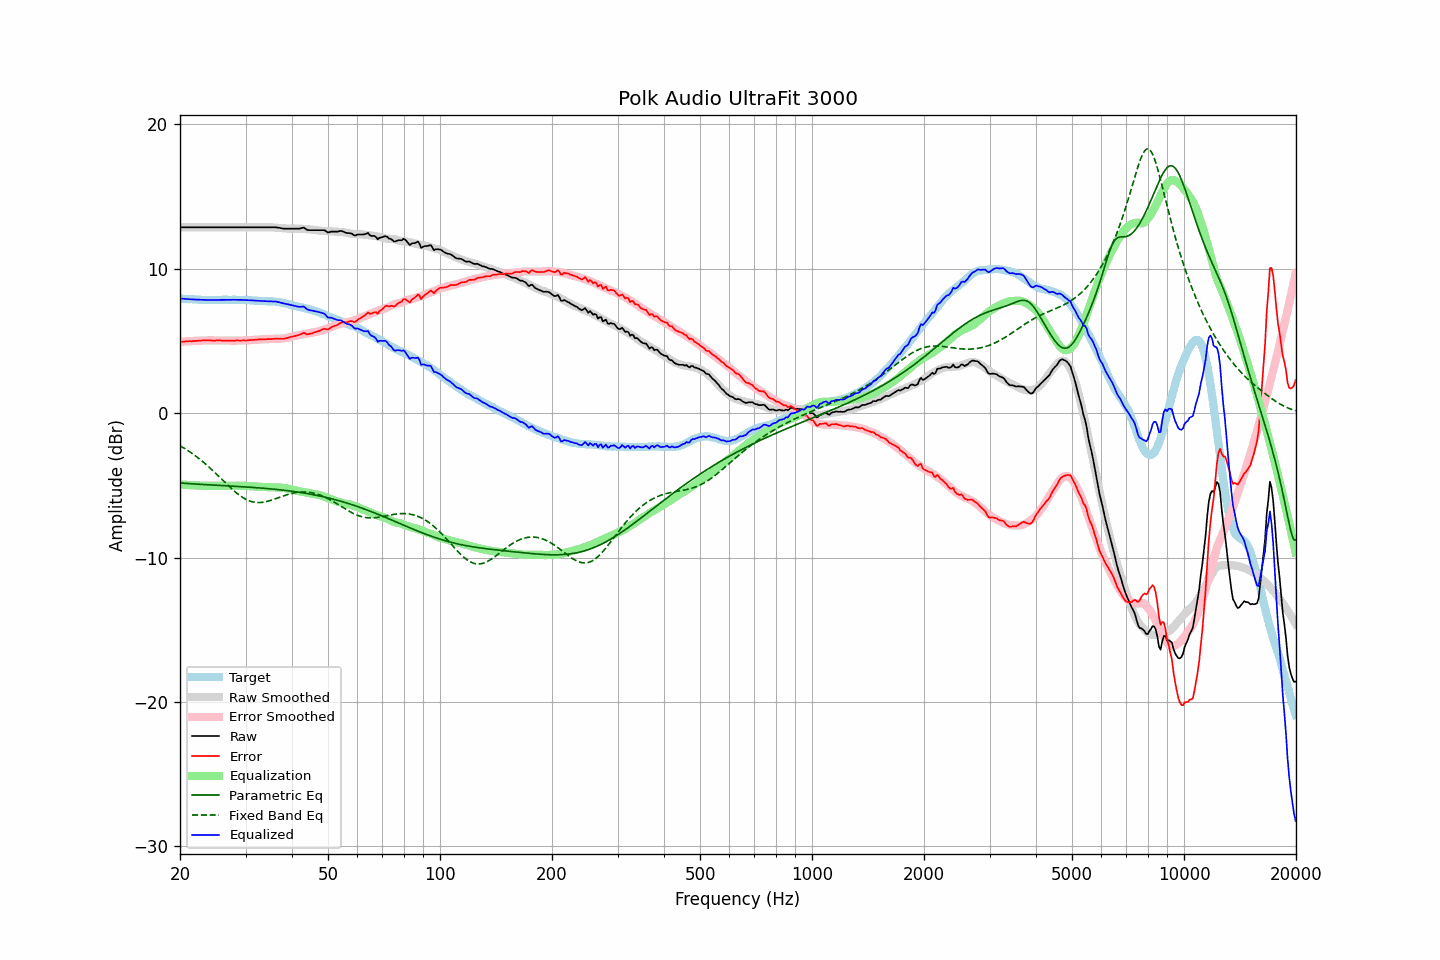 Polk Audio UltraFit 3000
Amplitude (dBr)
20
10
0
−10
−20
−30
Target
Raw Smoothed
Error Smoothed
Raw
Error
Equalization
Parametric Eq
Fixed Band Eq
Equalized
20 50 100 200 500 1000 2000 5000 10000 20000
Frequency (Hz)